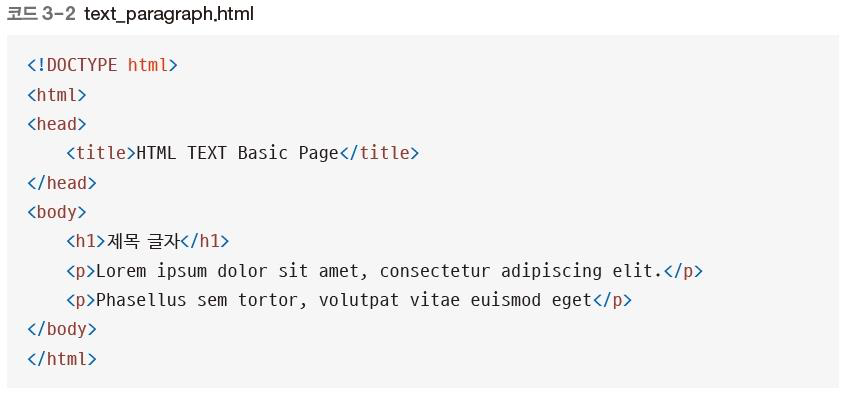 코드 3-2 text_paragraph.html
<!DOCTYPE html>
<html>
<head>
    <title>HTML TEXT Basic Page</title>
</head>
<body>
    <h1>제목 글자</h1>
    <p>Lorem ipsum dolor sit amet, consectetur adipiscing elit.</p>
    <p>Phasellus sem tortor, volutpat vitae euismod eget</p>
</body>
</html>